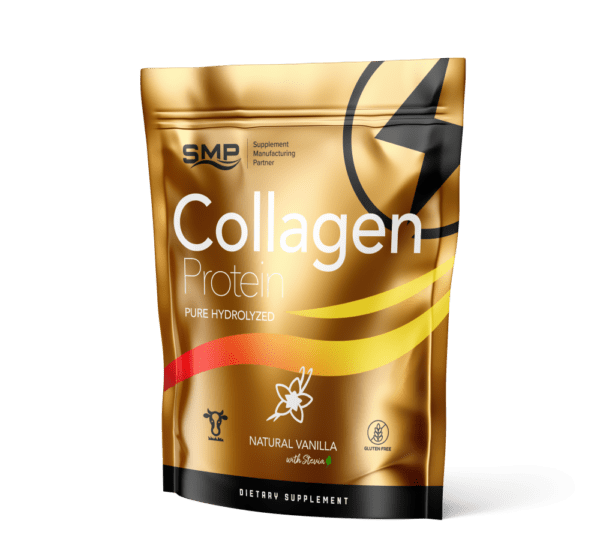 SMP
Supplement
Manufacturing
Partner
Collagen
Protein
PURE HYDROLYZED
NATURAL VANILLA
with Stevia
GLUTEN FREE
DIETARY SUPPLEMENT